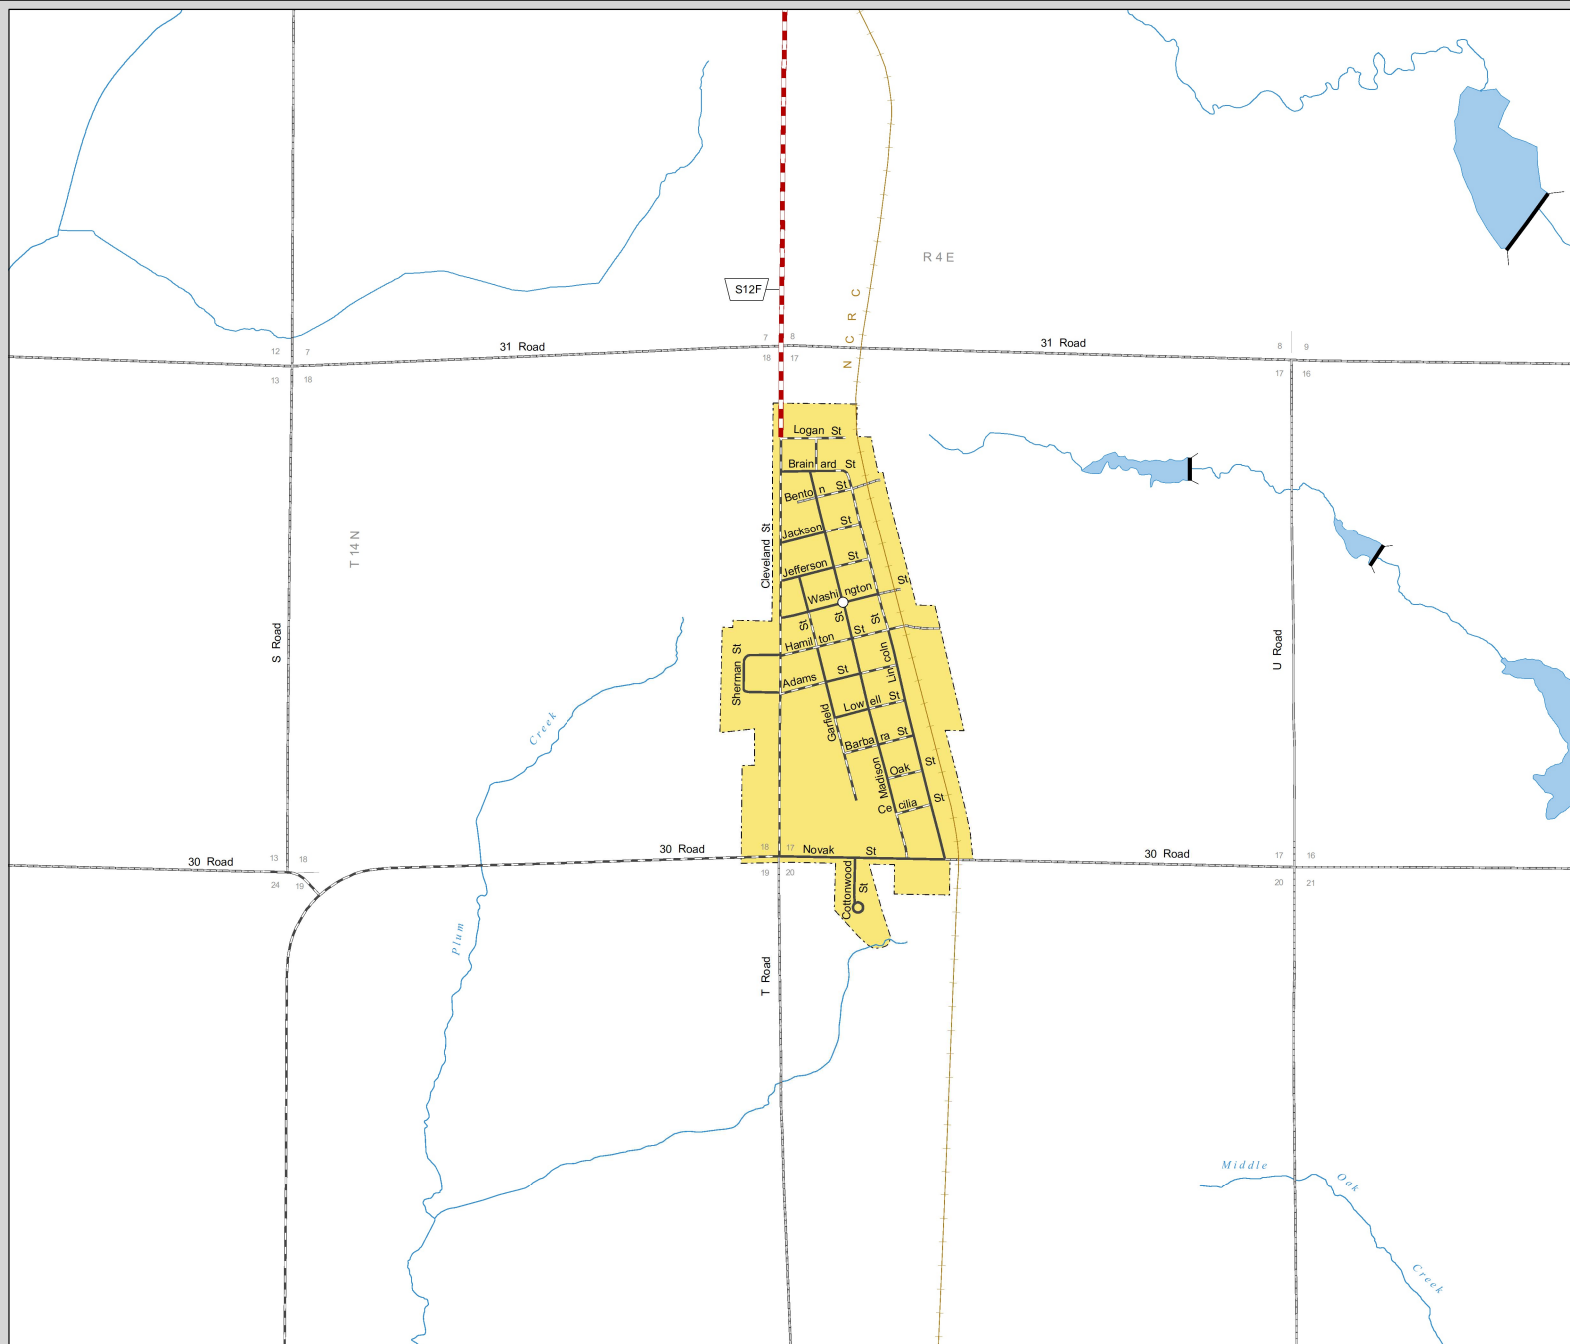 R 4 E
S12F
N C R C
12 7
7 8
8 9
31 Road
31 Road
13 18
18 17
17 16
Logan St
Brainard St
Benton St
T 14 N
Cleveland St
Jackson St
Jefferson St
Washington St
Hamilton St
S Road
U Road
Sherman St
Adams St
Lincoln St
Lowell St
Garfield St
Creek
Barbara St
Madison St
Oak St
Cecilia St
13 18
18 17
17 16
30 Road
30 Road
Novak St
30 Road
24 19
19 20
20 21
Cottonwood St
Plum
T Road
Middle
Oak
Creek